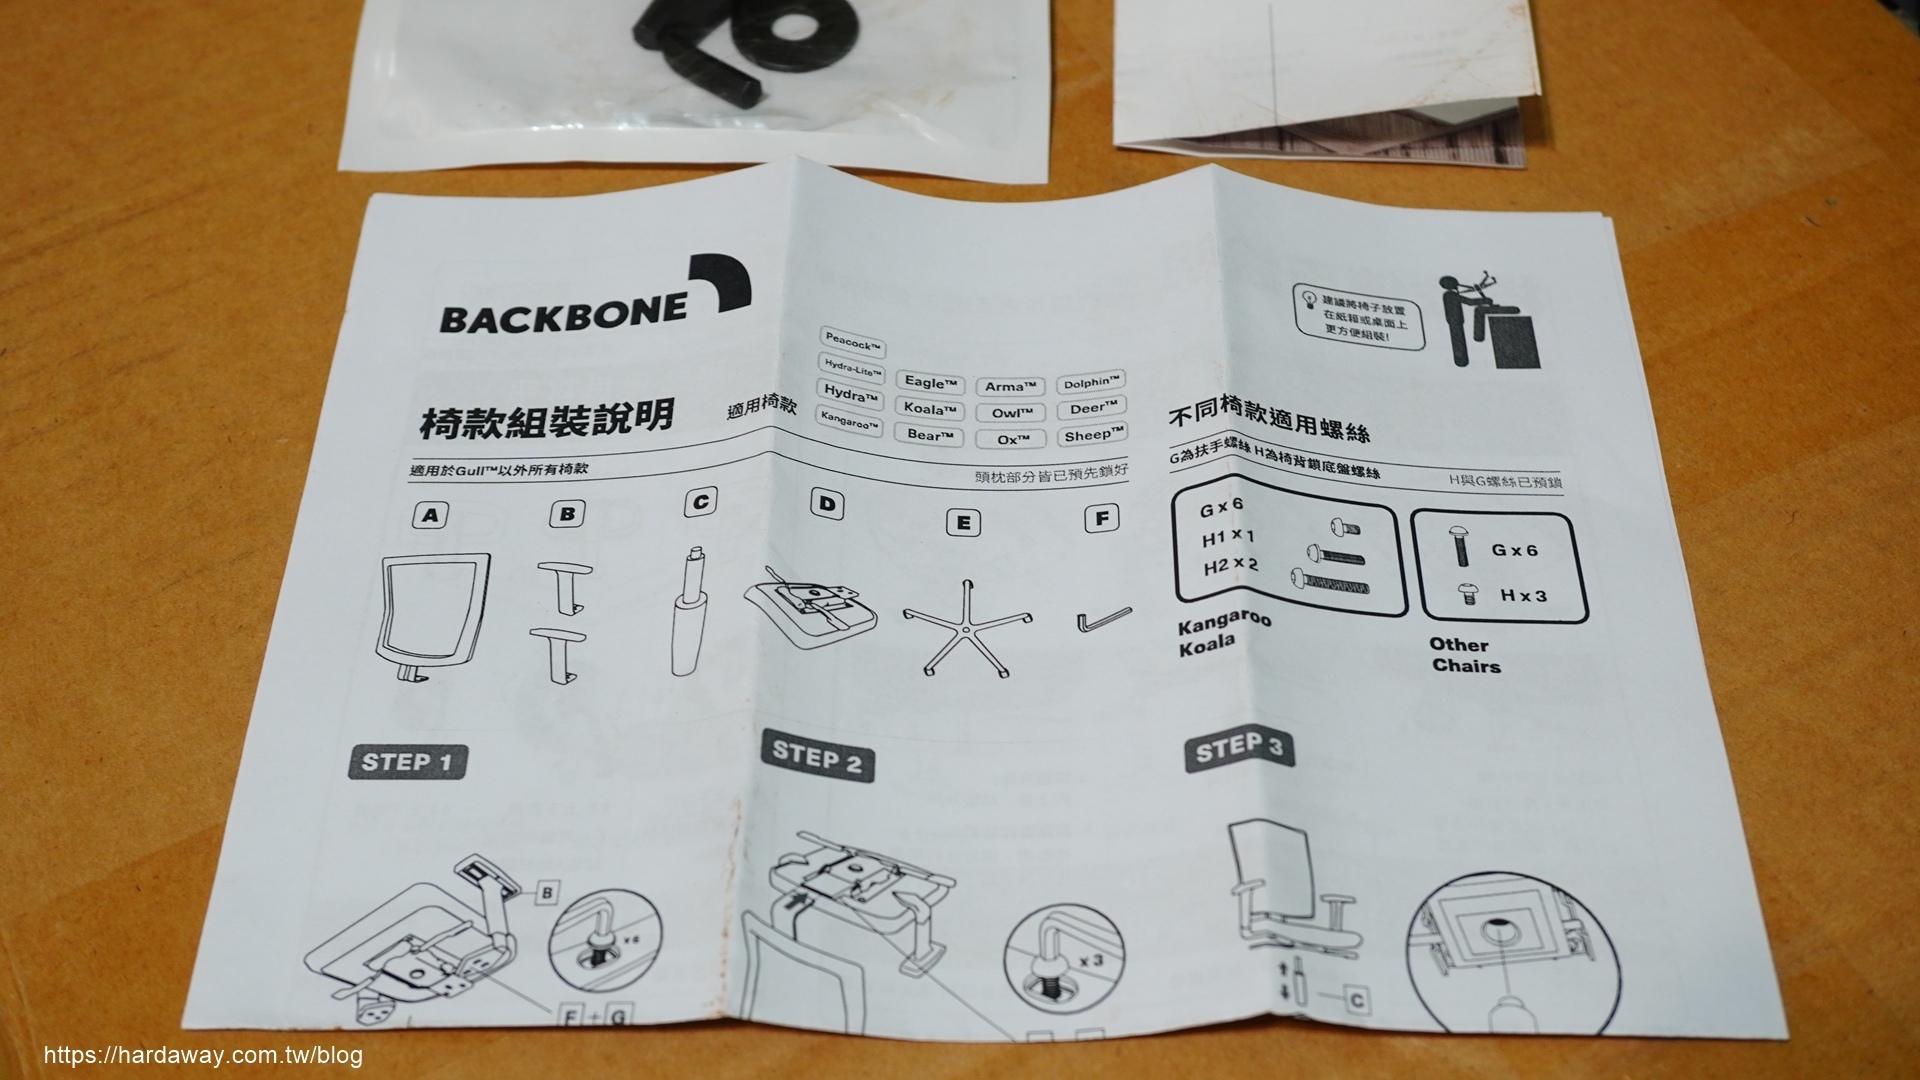 BACKBONE
建議將椅子放置
在紙箱或桌面上
更方便組裝!
椅款組裝說明
適用椅款
Peacock™
Hydra-Lite™
Hydra™
Kangaroo™
Eagle™
Koala™
Bear™
Arma™
Owl™
Ox™
Dolphin™
Deer™
Sheep™
適用於Gull™以外所有椅款
頭枕部分皆已預先鎖好
不同椅款適用螺絲
G為扶手螺絲 H為椅背鎖底盤螺絲
H與G螺絲已預鎖
A
B
C
D
E
F
G x 6
H1 x 1
H2 x 2
Kangaroo
Koala
G x 6
H x 3
Other
Chairs
STEP 1
B
x6
F + G
STEP 2
x 3
STEP 3
C
https://hardaway.com.tw/blog